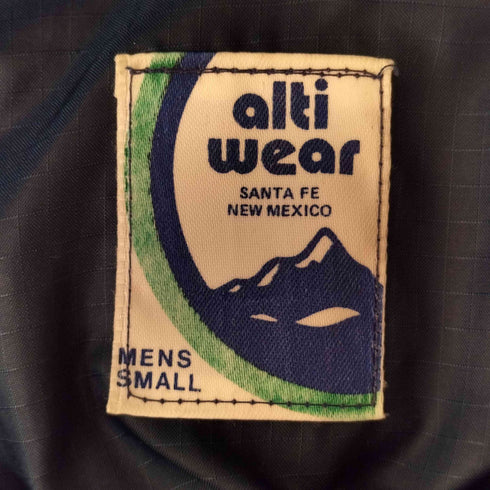 alti
wear
SANTA FE
NEW MEXICO
MENS
SMALL